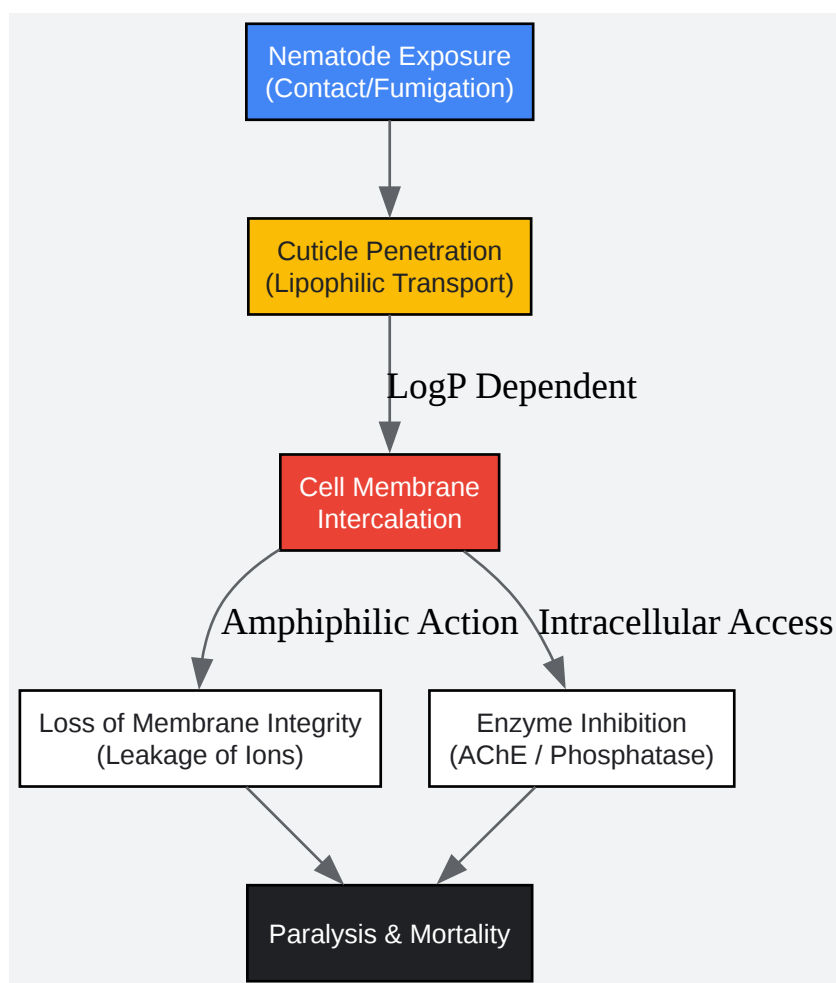 Nematode Exposure
(Contact/Fumigation)
Cuticle Penetration
(Lipophilic Transport)
LogP Dependent
Cell Membrane
Intercalation
Amphiphilic Action
Intracellular Access
Loss of Membrane Integrity
(Leakage of Ions)
Enzyme Inhibition
(AChE / Phosphatase)
Paralysis & Mortality